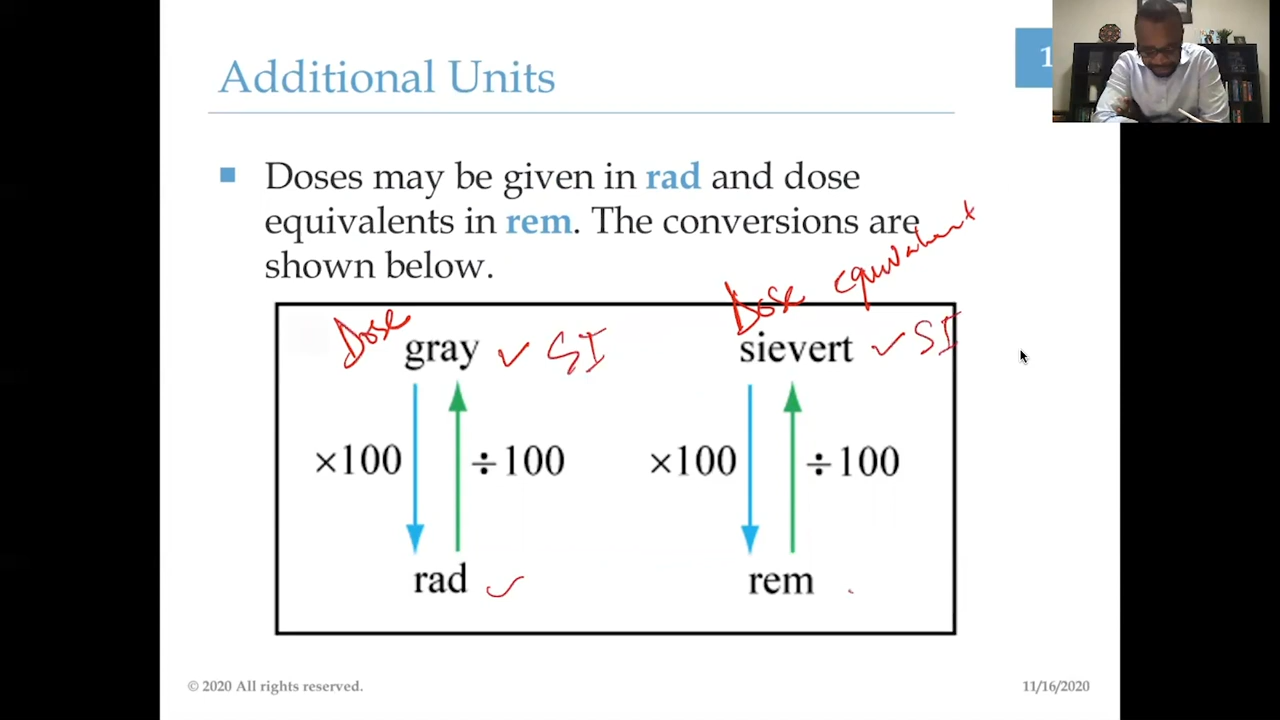 Additional Units
1
Doses may be given in rad and dose
equivalents in rem. The conversions are
shown below.
Dose equivalent
Dose
gray ✓ SI
sievert ✓ SI
×100
÷100
×100
÷100
rad ✓
rem
© 2020 All rights reserved.
11/16/2020